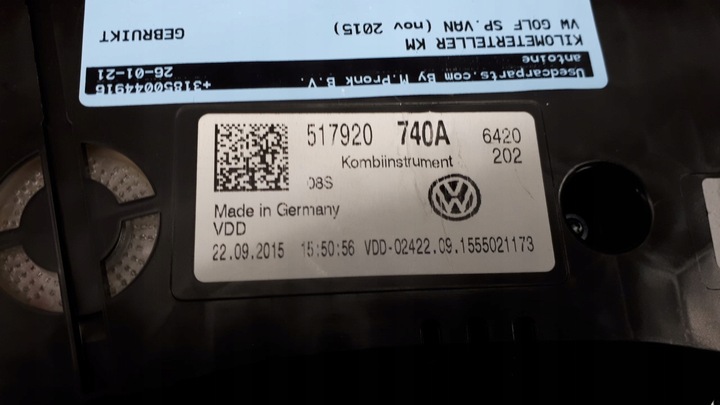 VW GOLF SP.VAN (nov 2015) GEBRUIKT
KILOMETERTELLER KM
antoine 26-01-21
Usedcarparts.com By M.Pronk B.V. +31850044916
517920 740A 6420
Kombiinstrument 202
08S
Made in Germany
VDD
22.09.2015 15:50:56 VDD-02422.09.1555021173